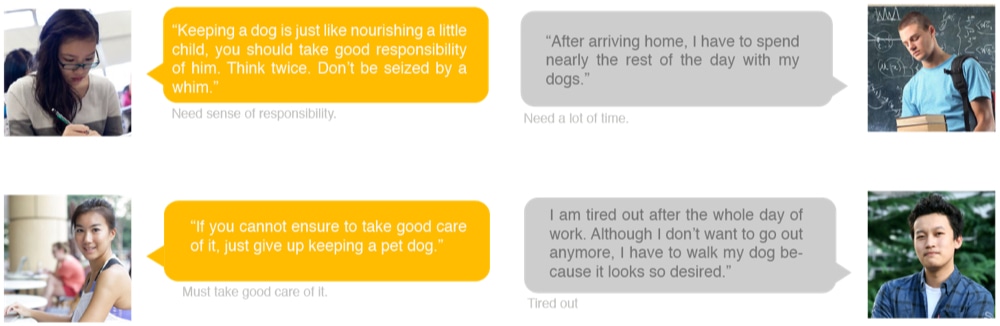 “Keeping a dog is just like nourishing a little
child, you should take good responsibility
of him. Think twice. Don’t be seized by a
whim.”
Need sense of responsibility.
“After arriving home, I have to spend
nearly the rest of the day with my
dogs.”
Need a lot of time.
“If you cannot ensure to take good care
of it, just give up keeping a pet dog.”
Must take good care of it.
I am tired out after the whole day of
work. Although I don’t want to go out
anymore, I have to walk my dog be-
cause it looks so desired.”
Tired out